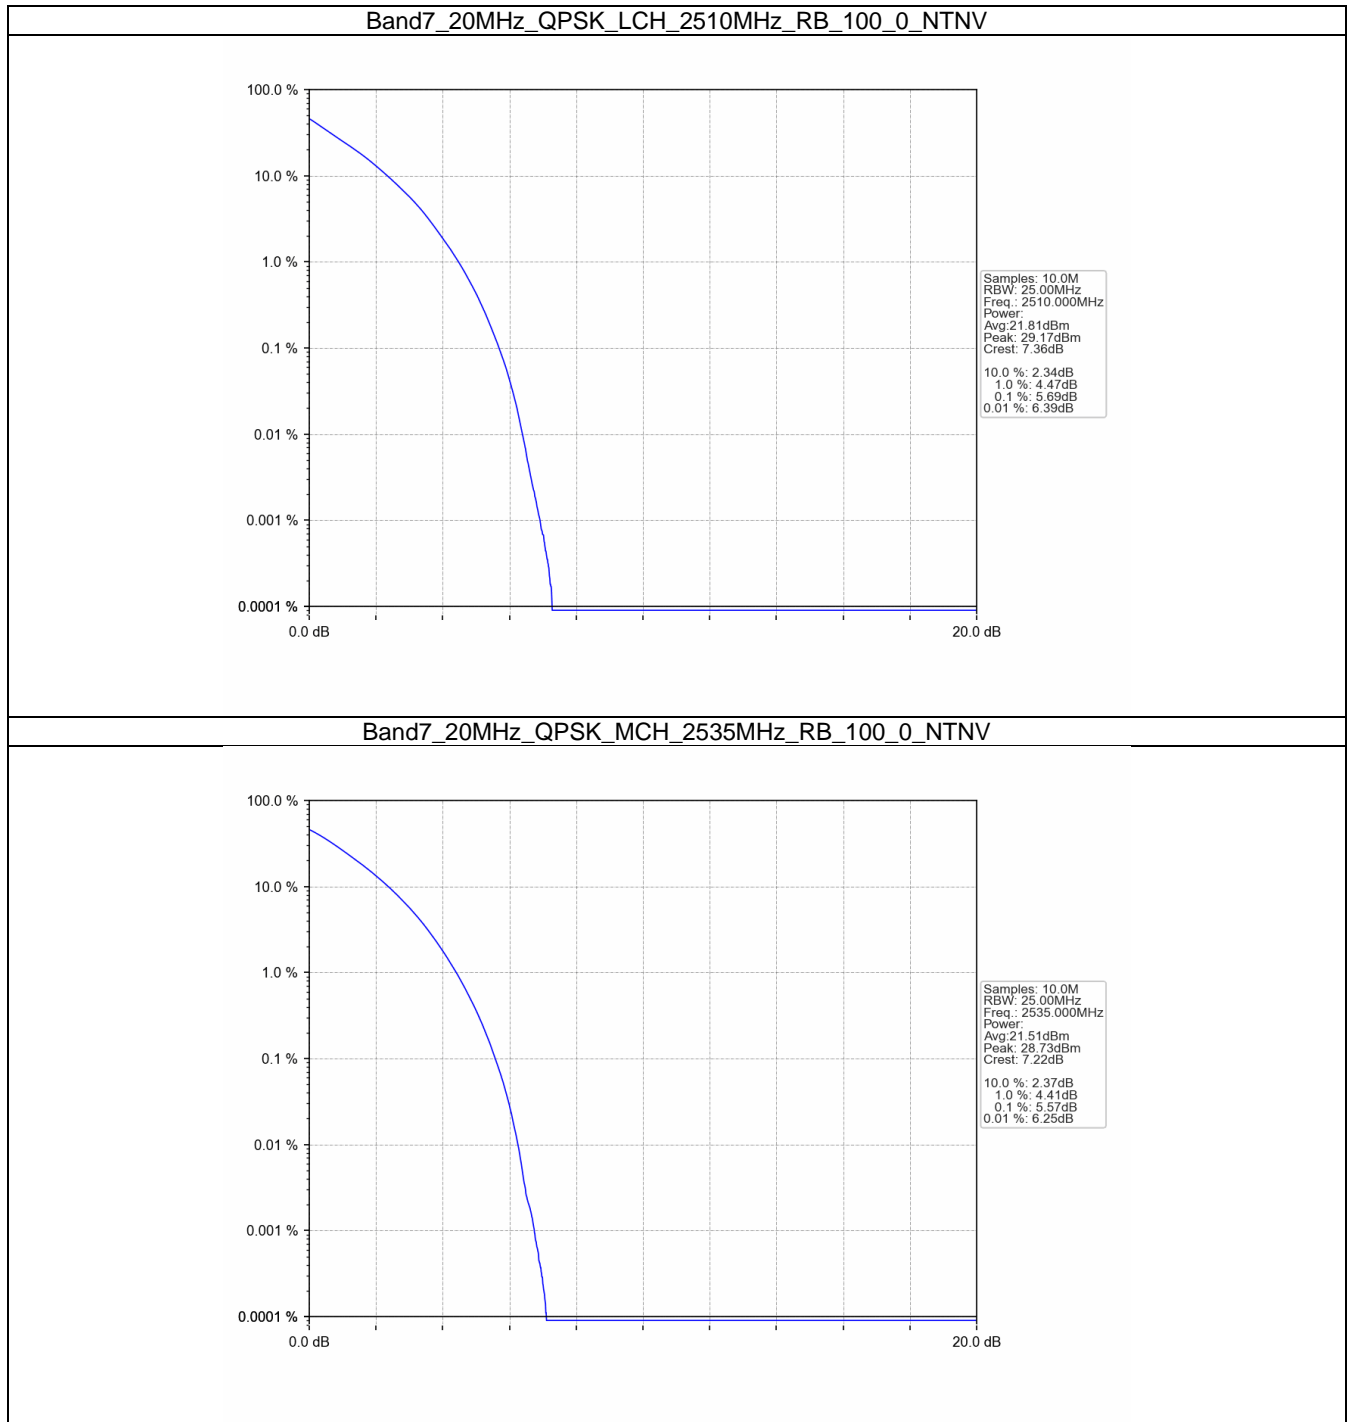 Band7_20MHz_QPSK_LCH_2510MHz_RB_100_0_NTNV
100.0 %
10.0 %
1.0 %
0.1 %
0.01 %
0.001 %
0.0001 %
0.0 dB
20.0 dB
Samples: 10.0M
RBW: 25.00MHz
Freq.: 2510.000MHz
Power:
Avg:21.81dBm
Peak: 29.17dBm
Crest: 7.36dB
10.0 %: 2.34dB
1.0 %: 4.47dB
0.1 %: 5.69dB
0.01 %: 6.39dB
Band7_20MHz_QPSK_MCH_2535MHz_RB_100_0_NTNV
100.0 %
10.0 %
1.0 %
0.1 %
0.01 %
0.001 %
0.0001 %
0.0 dB
20.0 dB
Samples: 10.0M
RBW: 25.00MHz
Freq.: 2535.000MHz
Power:
Avg:21.51dBm
Peak: 28.73dBm
Crest: 7.22dB
10.0 %: 2.37dB
1.0 %: 4.41dB
0.1 %: 5.57dB
0.01 %: 6.25dB